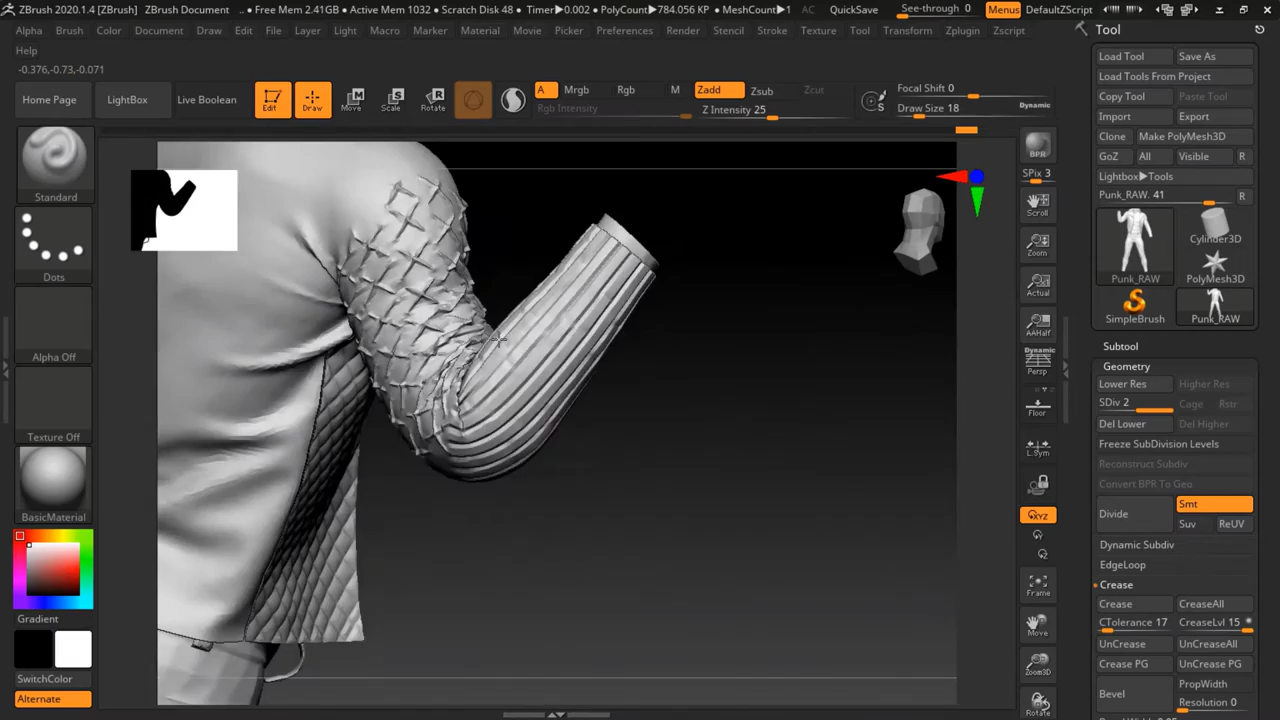 ZBrush 2020.1.4 [ZBrush] ZBrush Document .. • Free Mem 2.41GB • Active Mem 1032 • Scratch Disk 48 • Timer▶0.002 • PolyCount▶784.056 KP • MeshCount▶1 AC QuickSave See-through 0 Menus DefaultZScript
Alpha Brush Color Document Draw Edit File Layer Light Macro Marker Material Movie Picker Preferences Render Stencil Stroke Texture Tool Transform Zplugin Zscript
Help
-0.376,-0.73,-0.071
Home Page LightBox Live Boolean Edit Draw Move Scale Rotate A Mrgb Rgb M Zadd Zsub Zcut Focal Shift 0
Rgb Intensity Z Intensity 25 S Draw Size 18 Dynamic
Standard
Dots
Alpha Off
Texture Off
BasicMaterial
Gradient
SwitchColor
Alternate
BPR
SPix 3
Scroll
Zoom
Actual
AAHalf
Dynamic
Persp
Floor
L.Sym
XYZ
Y
Z
Frame
Move
Zoom3D
Rotate
Tool
Load Tool Save As
Load Tools From Project
Copy Tool Paste Tool
Import Export
Clone Make PolyMesh3D
GoZ All Visible R
Lightbox▶Tools
Punk_RAW. 41 R
Punk_RAW Cylinder3D PolyMesh3D
SimpleBrush Punk_RAW
Subtool
Geometry
Lower Res Higher Res
SDiv 2 Cage Rstr
Del Lower Del Higher
Freeze SubDivision Levels
Reconstruct Subdiv
Convert BPR To Geo
Divide Smt
Suv ReUV
Dynamic Subdiv
EdgeLoop
Crease
Crease CreaseAll
CTolerance 17 CreaseLvl 15
UnCrease UnCreaseAll
Crease PG UnCrease PG
Bevel PropWidth
Resolution 0